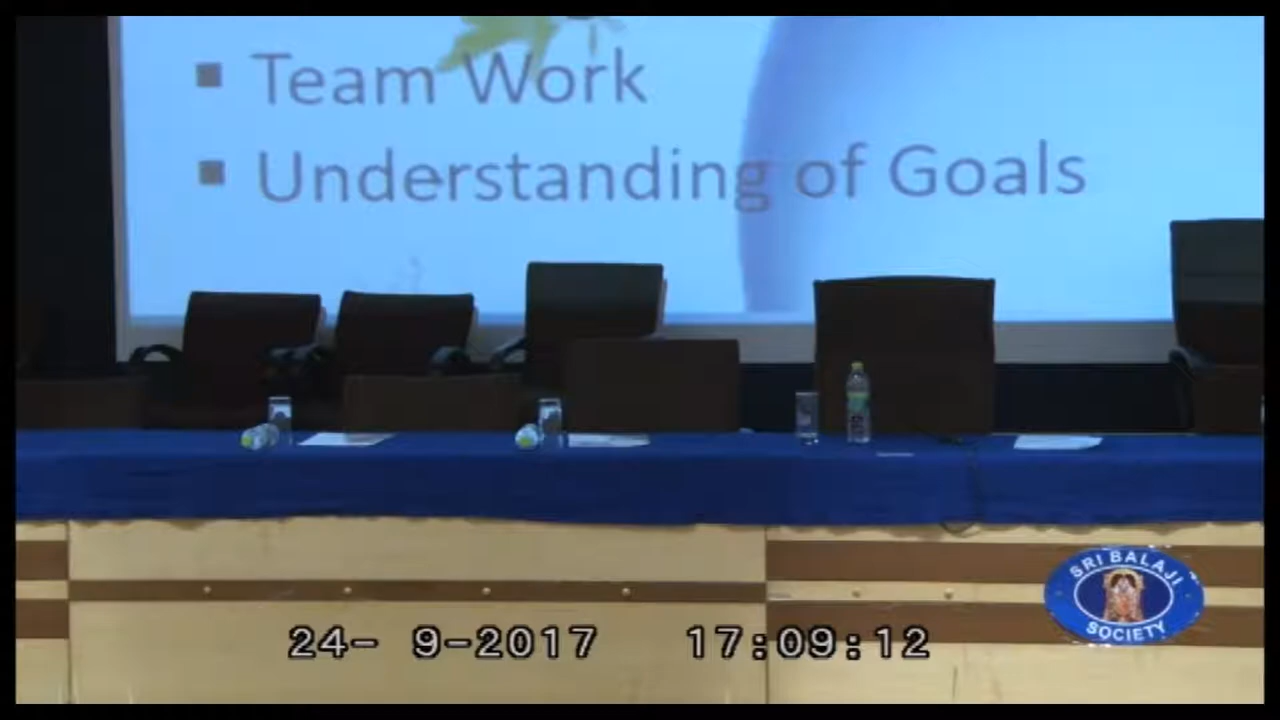 ▪ Team Work
▪ Understanding of Goals
SRI BALAJI
SOCIETY
24- 9-2017 17:09:12